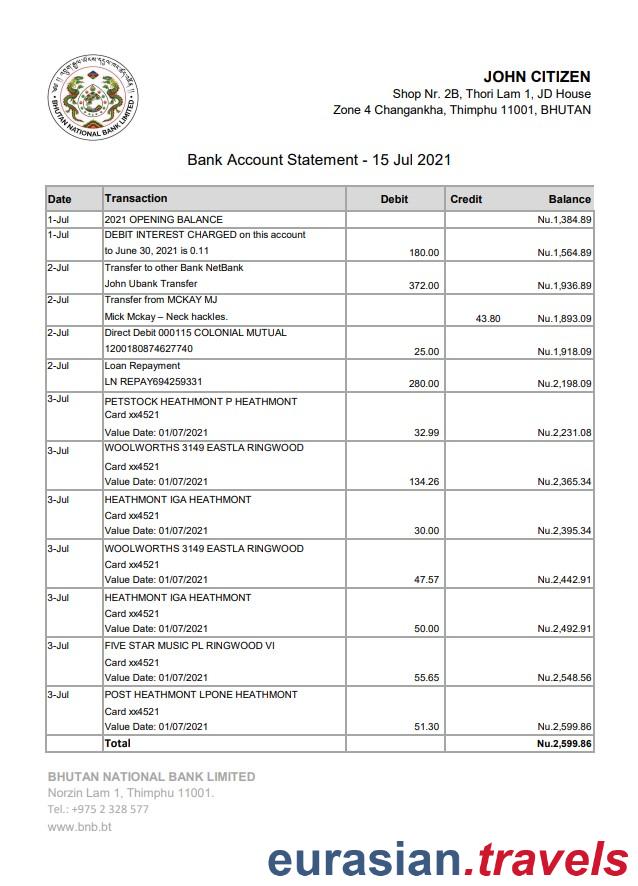 BHUTAN NATIONAL BANK LIMITED
JOHN CITIZEN
Shop Nr. 2B, Thori Lam 1, JD House
Zone 4 Changankha, Thimphu 11001, BHUTAN
Bank Account Statement - 15 Jul 2021
Date Transaction Debit Credit Balance
1-Jul 2021 OPENING BALANCE Nu.1,384.89
1-Jul DEBIT INTEREST CHARGED on this account
to June 30, 2021 is 0.11 180.00 Nu.1,564.89
2-Jul Transfer to other Bank NetBank
John Ubank Transfer 372.00 Nu.1,936.89
2-Jul Transfer from MCKAY MJ
Mick Mckay – Neck hackles. 43.80 Nu.1,893.09
2-Jul Direct Debit 000115 COLONIAL MUTUAL
1200180874627740 25.00 Nu.1,918.09
2-Jul Loan Repayment
LN REPAY694259331 280.00 Nu.2,198.09
3-Jul PETSTOCK HEATHMONT P HEATHMONT
Card xx4521
Value Date: 01/07/2021 32.99 Nu.2,231.08
3-Jul WOOLWORTHS 3149 EASTLA RINGWOOD
Card xx4521
Value Date: 01/07/2021 134.26 Nu.2,365.34
3-Jul HEATHMONT IGA HEATHMONT
Card xx4521
Value Date: 01/07/2021 30.00 Nu.2,395.34
3-Jul WOOLWORTHS 3149 EASTLA RINGWOOD
Card xx4521
Value Date: 01/07/2021 47.57 Nu.2,442.91
3-Jul HEATHMONT IGA HEATHMONT
Card xx4521
Value Date: 01/07/2021 50.00 Nu.2,492.91
3-Jul FIVE STAR MUSIC PL RINGWOOD VI
Card xx4521
Value Date: 01/07/2021 55.65 Nu.2,548.56
3-Jul POST HEATHMONT LPONE HEATHMONT
Card xx4521
Value Date: 01/07/2021 51.30 Nu.2,599.86
Total Nu.2,599.86
BHUTAN NATIONAL BANK LIMITED
Norzin Lam 1, Thimphu 11001.
Tel.: +975 2 328 577
www.bnb.bt
eurasian.travels